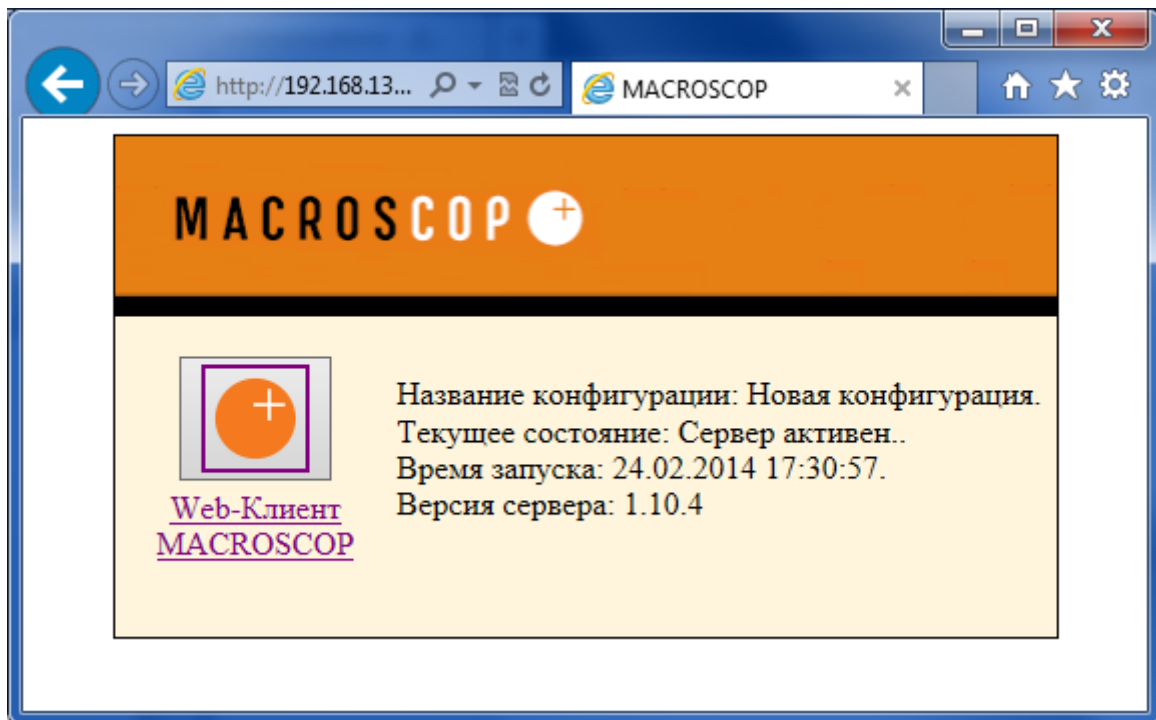 http://192.168.13...
MACROSCOP
MACROSCOP
Название конфигурации: Новая конфигурация.
Текущее состояние: Сервер активен..
Время запуска: 24.02.2014 17:30:57.
Версия сервера: 1.10.4
Web-Клиент
MACROSCOP